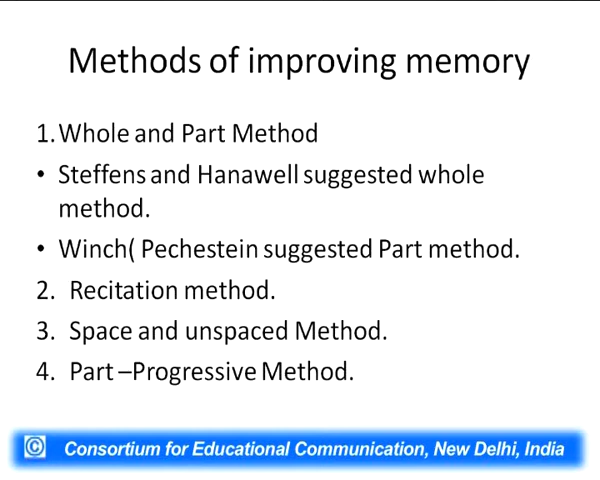 Methods of improving memory
1. Whole and Part Method
• Steffens and Hanawell suggested whole
method.
• Winch( Pechestein suggested Part method.
2. Recitation method.
3. Space and unspaced Method.
4. Part –Progressive Method.
© Consortium for Educational Communication, New Delhi, India